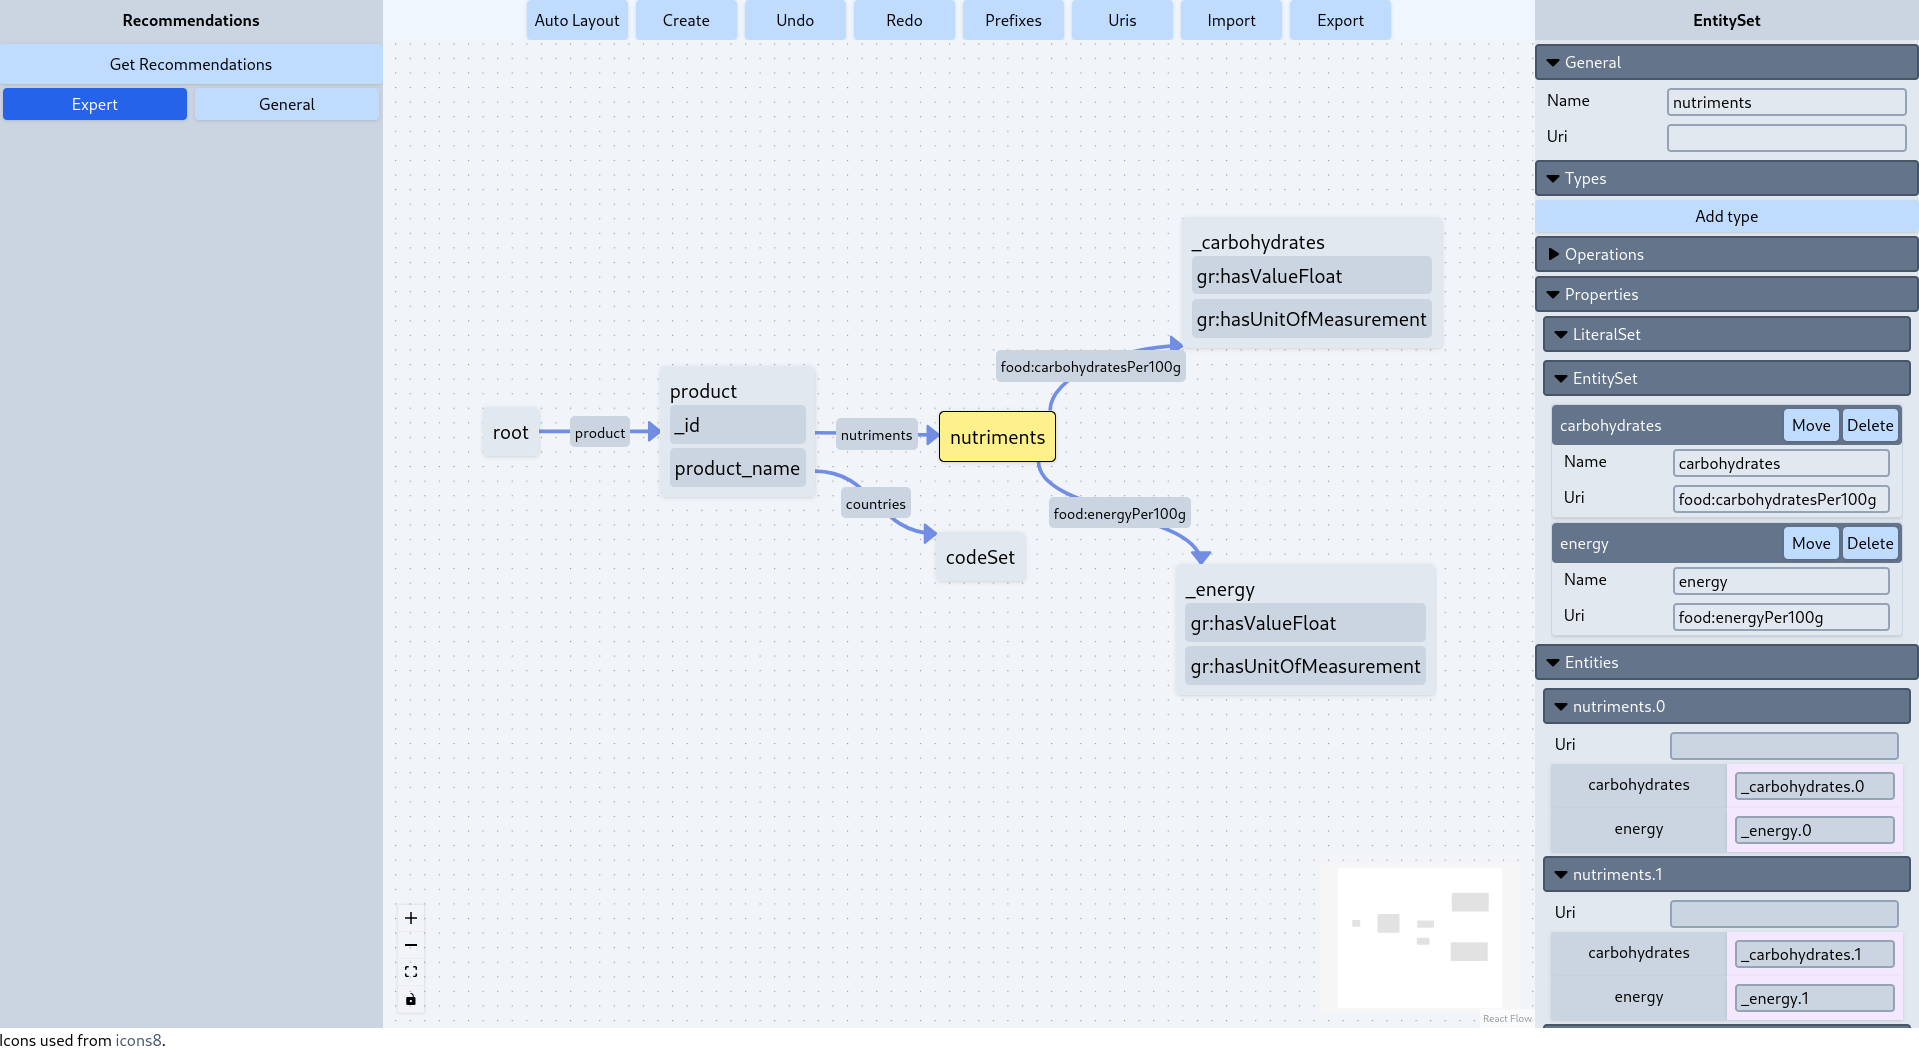 Recommendations
Get Recommendations
Expert
General
Auto Layout
Create
Undo
Redo
Prefixes
Uris
Import
Export
root
product
product
_id
product_name
nutriments
countries
nutriments
codeSet
food:carbohydratesPer100g
_carbohydrates
gr:hasValueFloat
gr:hasUnitOfMeasurement
food:energyPer100g
_energy
gr:hasValueFloat
gr:hasUnitOfMeasurement
React Flow
EntitySet
General
Name nutriments
Uri
Types
Add type
Operations
Properties
LiteralSet
EntitySet
carbohydrates Move Delete
Name carbohydrates
Uri food:carbohydratesPer100g
energy Move Delete
Name energy
Uri food:energyPer100g
Entities
nutriments.0
Uri
carbohydrates _carbohydrates.0
energy _energy.0
nutriments.1
Uri
carbohydrates _carbohydrates.1
energy _energy.1
Icons used from icons8.